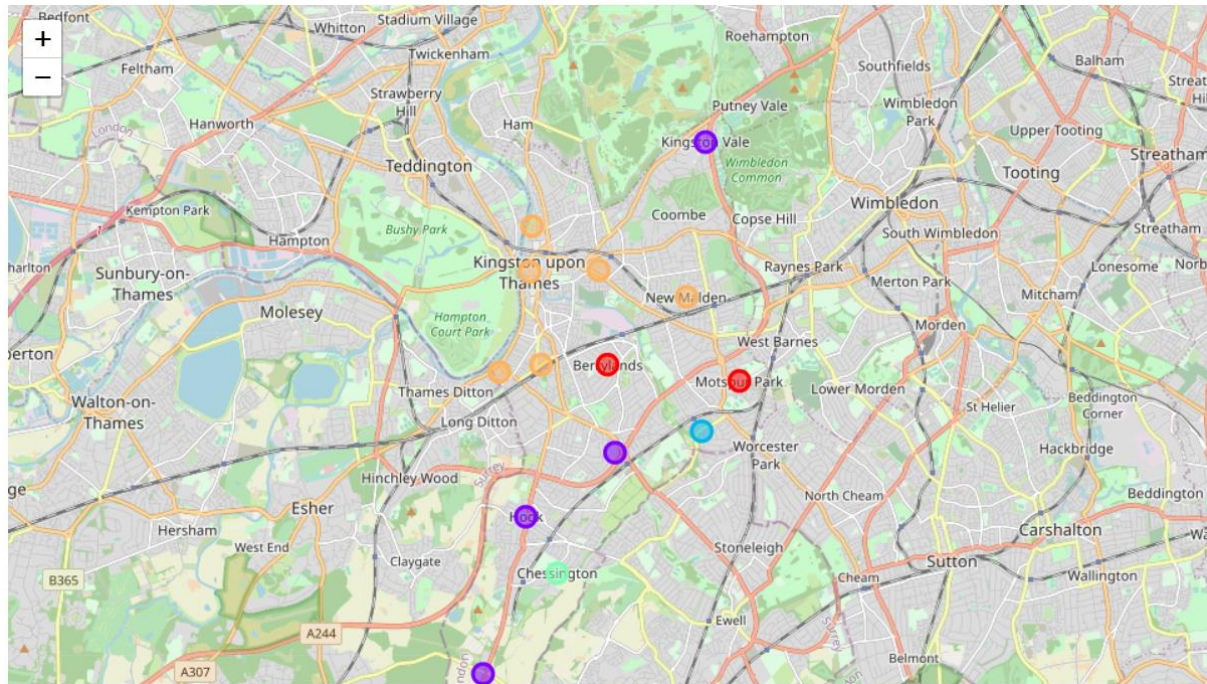 +
−
Bedfont
Whitton
Stadium Village
Twickenham
Roehampton
Southfields
Balham
Feltham
Strawberry
Hill
Hanworth
Ham
Putney Vale
Wimbledon
Park
Upper Tooting
Streatham
Teddington
Kingston Vale
Wimbledon
Common
Tooting
London
Kempton Park
Bushy Park
Coombe
Copse Hill
Wimbledon
Hampton
South Wimbledon
Streatham
Sunbury-on-
Thames
Kingston upon
Thames
Raynes Park
Lonesome
Merton Park
Mitcham
Molesey
New Malden
Hampton
Court Park
West Barnes
Morden
Berrylands
Motspur Park
Lower Morden
Thames Ditton
Walton-on-
Thames
Long Ditton
St Helier
Beddington
Corner
Worcester
Park
Hackbridge
Surrey
Hinchley Wood
North Cheam
Beddington
Esher
Hook
Hersham
Carshalton
West End
Claygate
Stoneleigh
Sutton
Chessington
Cheam
Wallington
B365
Ewell
A244
Surrey
Belmont
A307